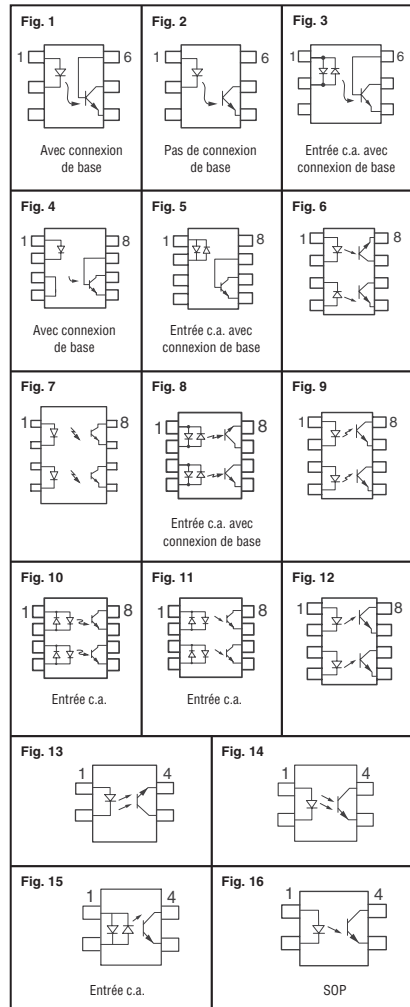 Fig. 1
1
6
Avec connexion
de base
Fig. 2
1
6
Pas de connexion
de base
Fig. 3
1
6
Entrée c.a. avec
connexion de base
Fig. 4
1
8
Avec connexion
de base
Fig. 5
1
8
Entrée c.a. avec
connexion de base
Fig. 6
1
8
Fig. 7
1
8
Fig. 8
1
8
Entrée c.a. avec
connexion de base
Fig. 9
1
8
Fig. 10
1
8
Entrée c.a.
Fig. 11
1
8
Entrée c.a.
Fig. 12
1
8
Fig. 13
1
4
Fig. 14
1
4
Fig. 15
1
4
Entrée c.a.
Fig. 16
1
4
SOP